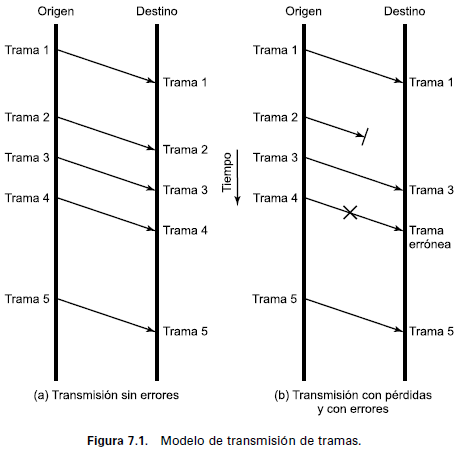 Origen
Destino
Trama 1
Trama 1
Trama 2
Trama 2
Trama 3
Trama 3
Trama 4
Trama 4
Trama 5
Trama 5
(a) Transmisión sin errores
Tiempo
Origen
Destino
Trama 1
Trama 1
Trama 2
Trama 3
Trama 3
Trama 4
Trama
errónea
Trama 5
Trama 5
(b) Transmisión con pérdidas
y con errores
Figura 7.1. Modelo de transmisión de tramas.